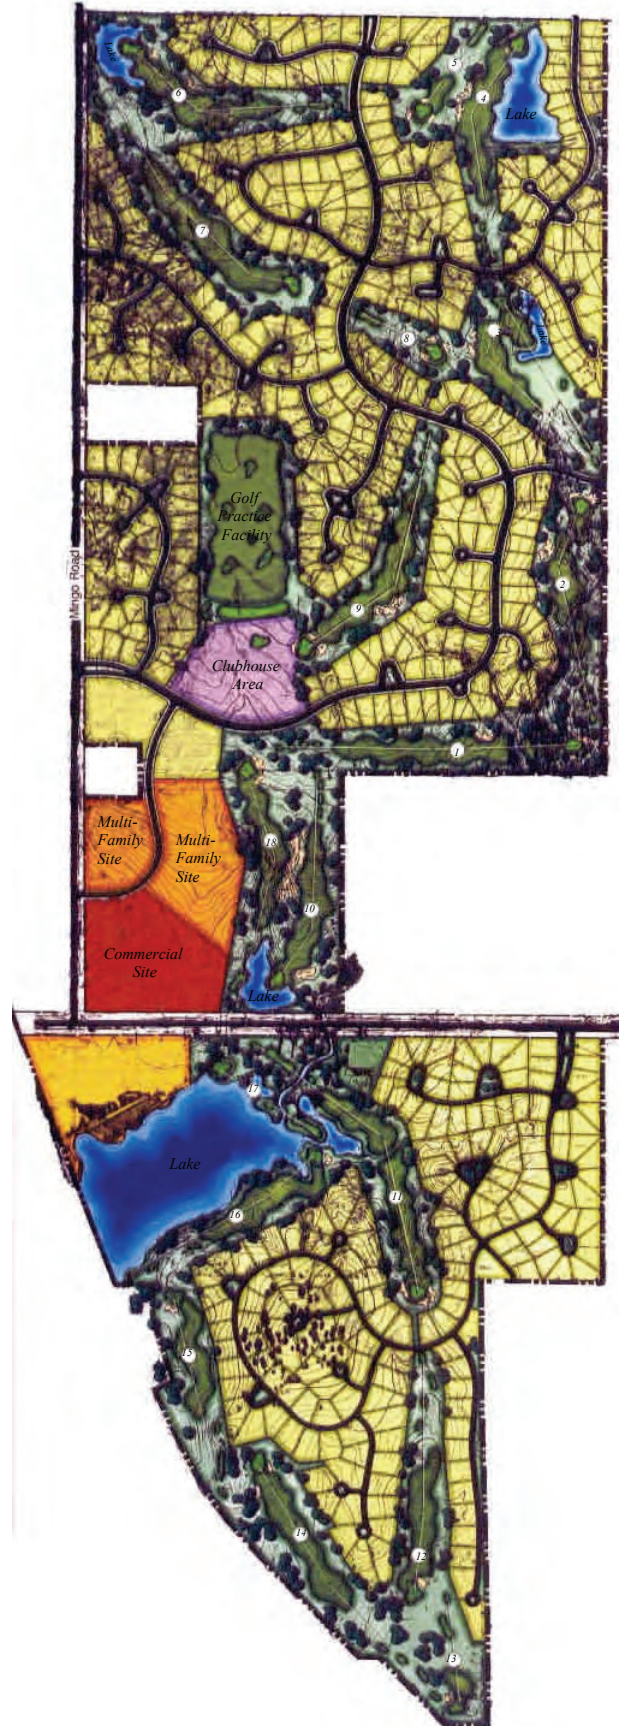 Lake
5
6
4
Lake
7
8
3
Lake
Golf
Practice
Facility
2
9
Mingo Road
Clubhouse
Area
1
Multi-
Family
Site
Multi-
Family
Site
18
10
Commercial
Site
Lake
17
Lake
11
16
15
14
12
13